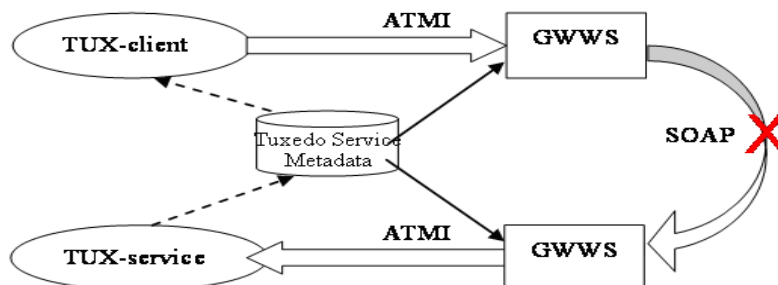 ATMI
TUX-client
GWWS
Tuxedo Service
Metadata
SOAP
ATMI
TUX-service
GWWS